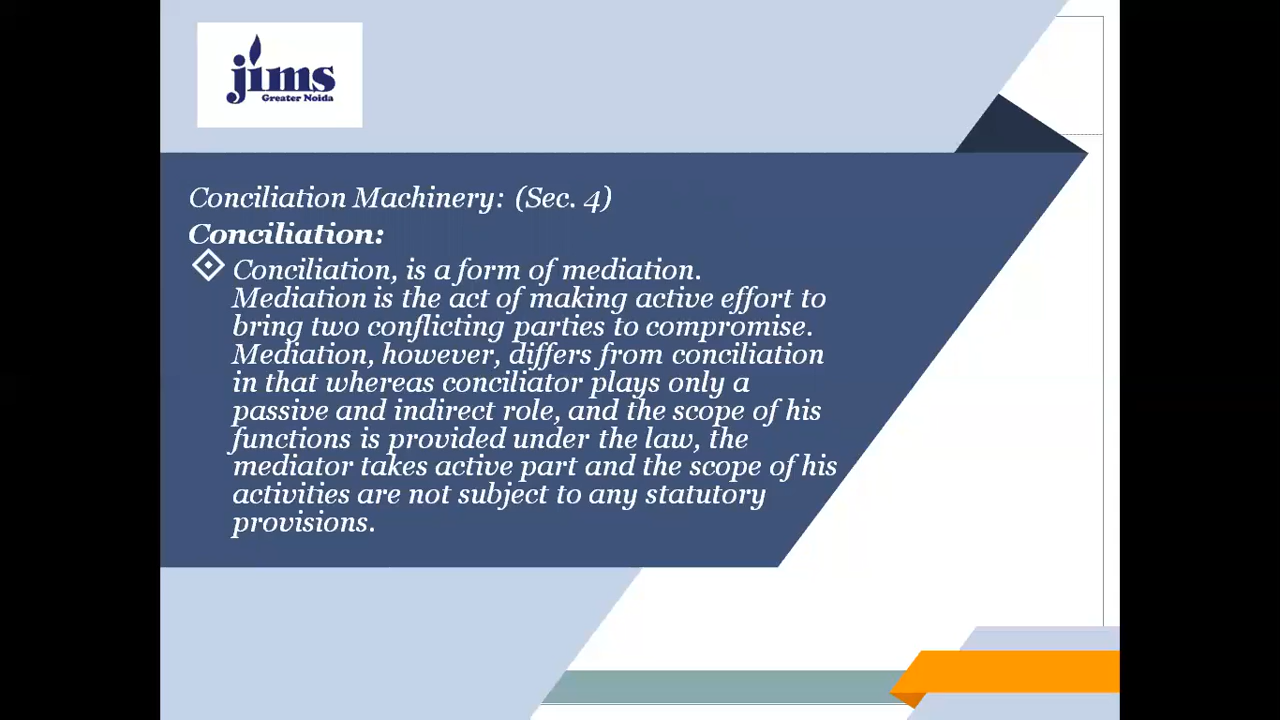 jims
Greater Noida
Conciliation Machinery: (Sec. 4)
Conciliation:
Conciliation, is a form of mediation.
Mediation is the act of making active effort to
bring two conflicting parties to compromise.
Mediation, however, differs from conciliation
in that whereas conciliator plays only a
passive and indirect role, and the scope of his
functions is provided under the law, the
mediator takes active part and the scope of his
activities are not subject to any statutory
provisions.